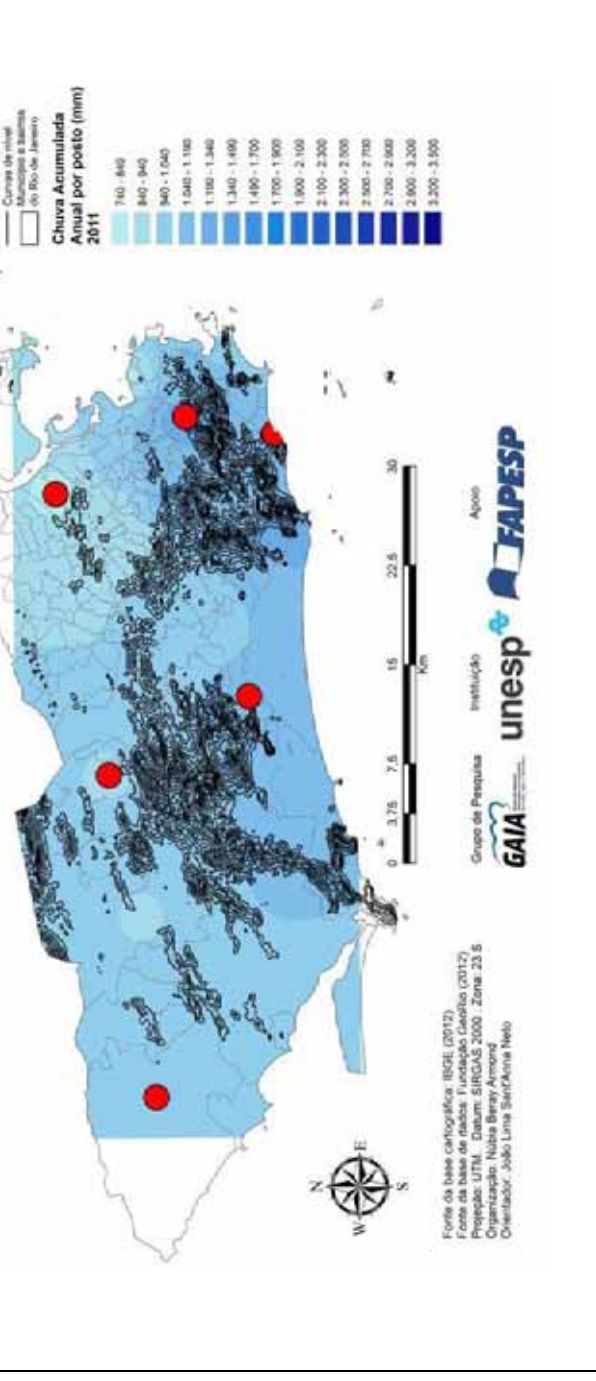 Curvas de nível
Município e bairros
do Rio de Janeiro
Chuva Acumulada
Anual por posto (mm)
2011
740 - 840
840 - 940
940 - 1.040
1.040 - 1.190
1.190 - 1.340
1.340 - 1.490
1.490 - 1.700
1.700 - 1.900
1.900 - 2.100
2.100 - 2.300
2.300 - 2.500
2.500 - 2.700
2.700 - 2.900
2.900 - 3.200
3.200 - 3.500
N
W
E
S
0 3.75 7.5 15 22.5 30
Km
Grupo de Pesquisa
GAIA
Instituição
unesp
Apoio
FAPESP
Fonte da base cartográfica: IBGE (2012)
Fonte da base de dados: Fundação GeoRio (2012)
Projeção: UTM. Datum: SIRGAS 2000 . Zona: 23 S
Organização: Núbia Beray Armond
Orientador: João Lima Sant'Anna Neto